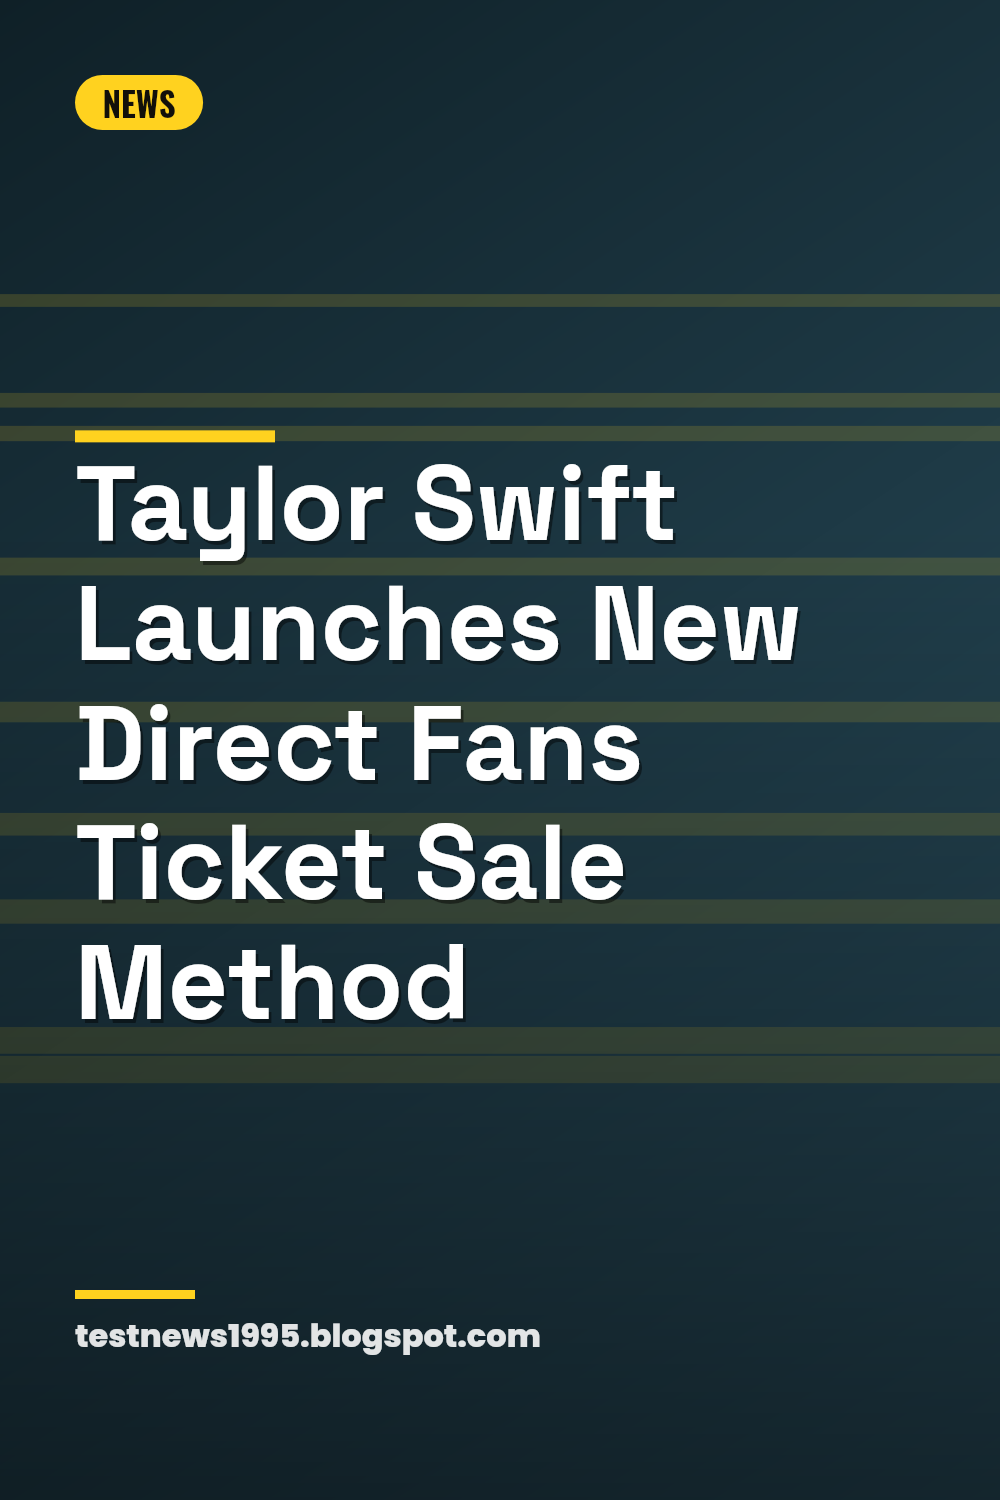 NEWS
Taylor Swift
Launches New
Direct Fans
Ticket Sale
Method
testnews1995.blogspot.com